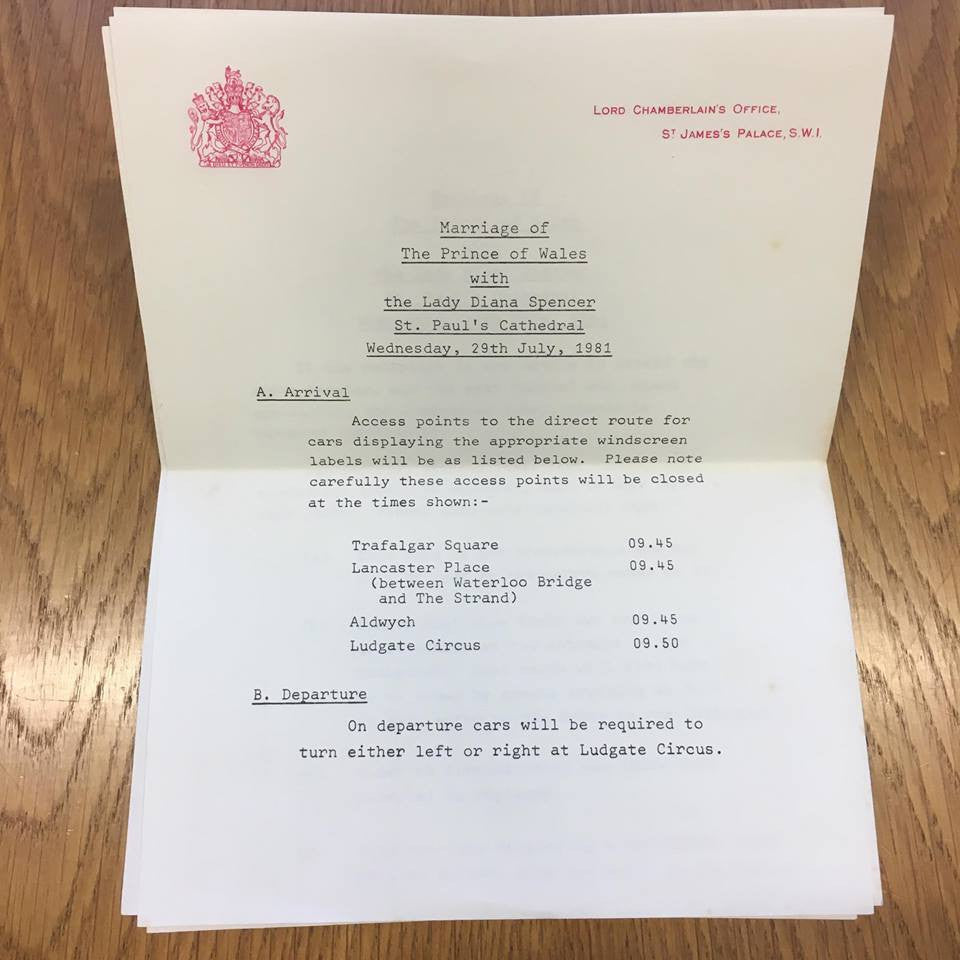 LORD CHAMBERLAIN'S OFFICE,
ST JAMES'S PALACE, S.W.1.
Marriage of
The Prince of Wales
with
the Lady Diana Spencer
St. Paul's Cathedral
Wednesday, 29th July, 1981
A. Arrival
Access points to the direct route for
cars displaying the appropriate windscreen
labels will be as listed below. Please note
carefully these access points will be closed
at the times shown:-
Trafalgar Square 09.45
Lancaster Place 09.45
(between Waterloo Bridge
and The Strand)
Aldwych 09.45
Ludgate Circus 09.50
B. Departure
On departure cars will be required to
turn either left or right at Ludgate Circus.